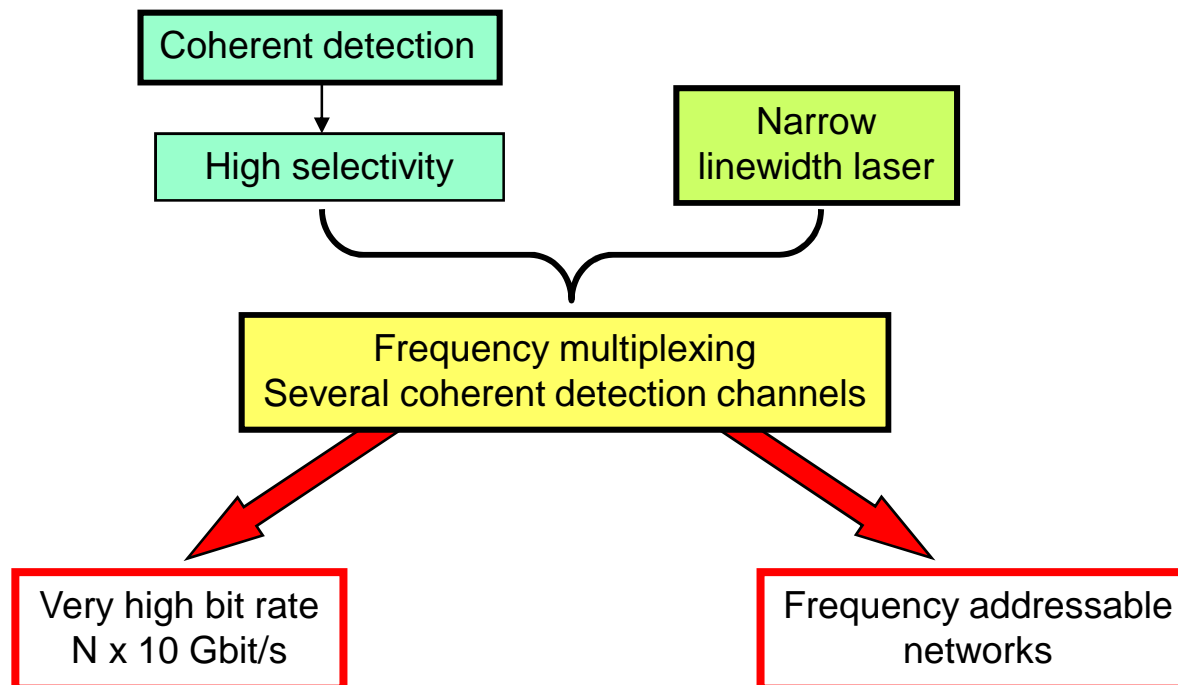 Coherent detection
High selectivity
Narrow
linewidth laser
Frequency multiplexing
Several coherent detection channels
Very high bit rate
N x 10 Gbit/s
Frequency addressable
networks